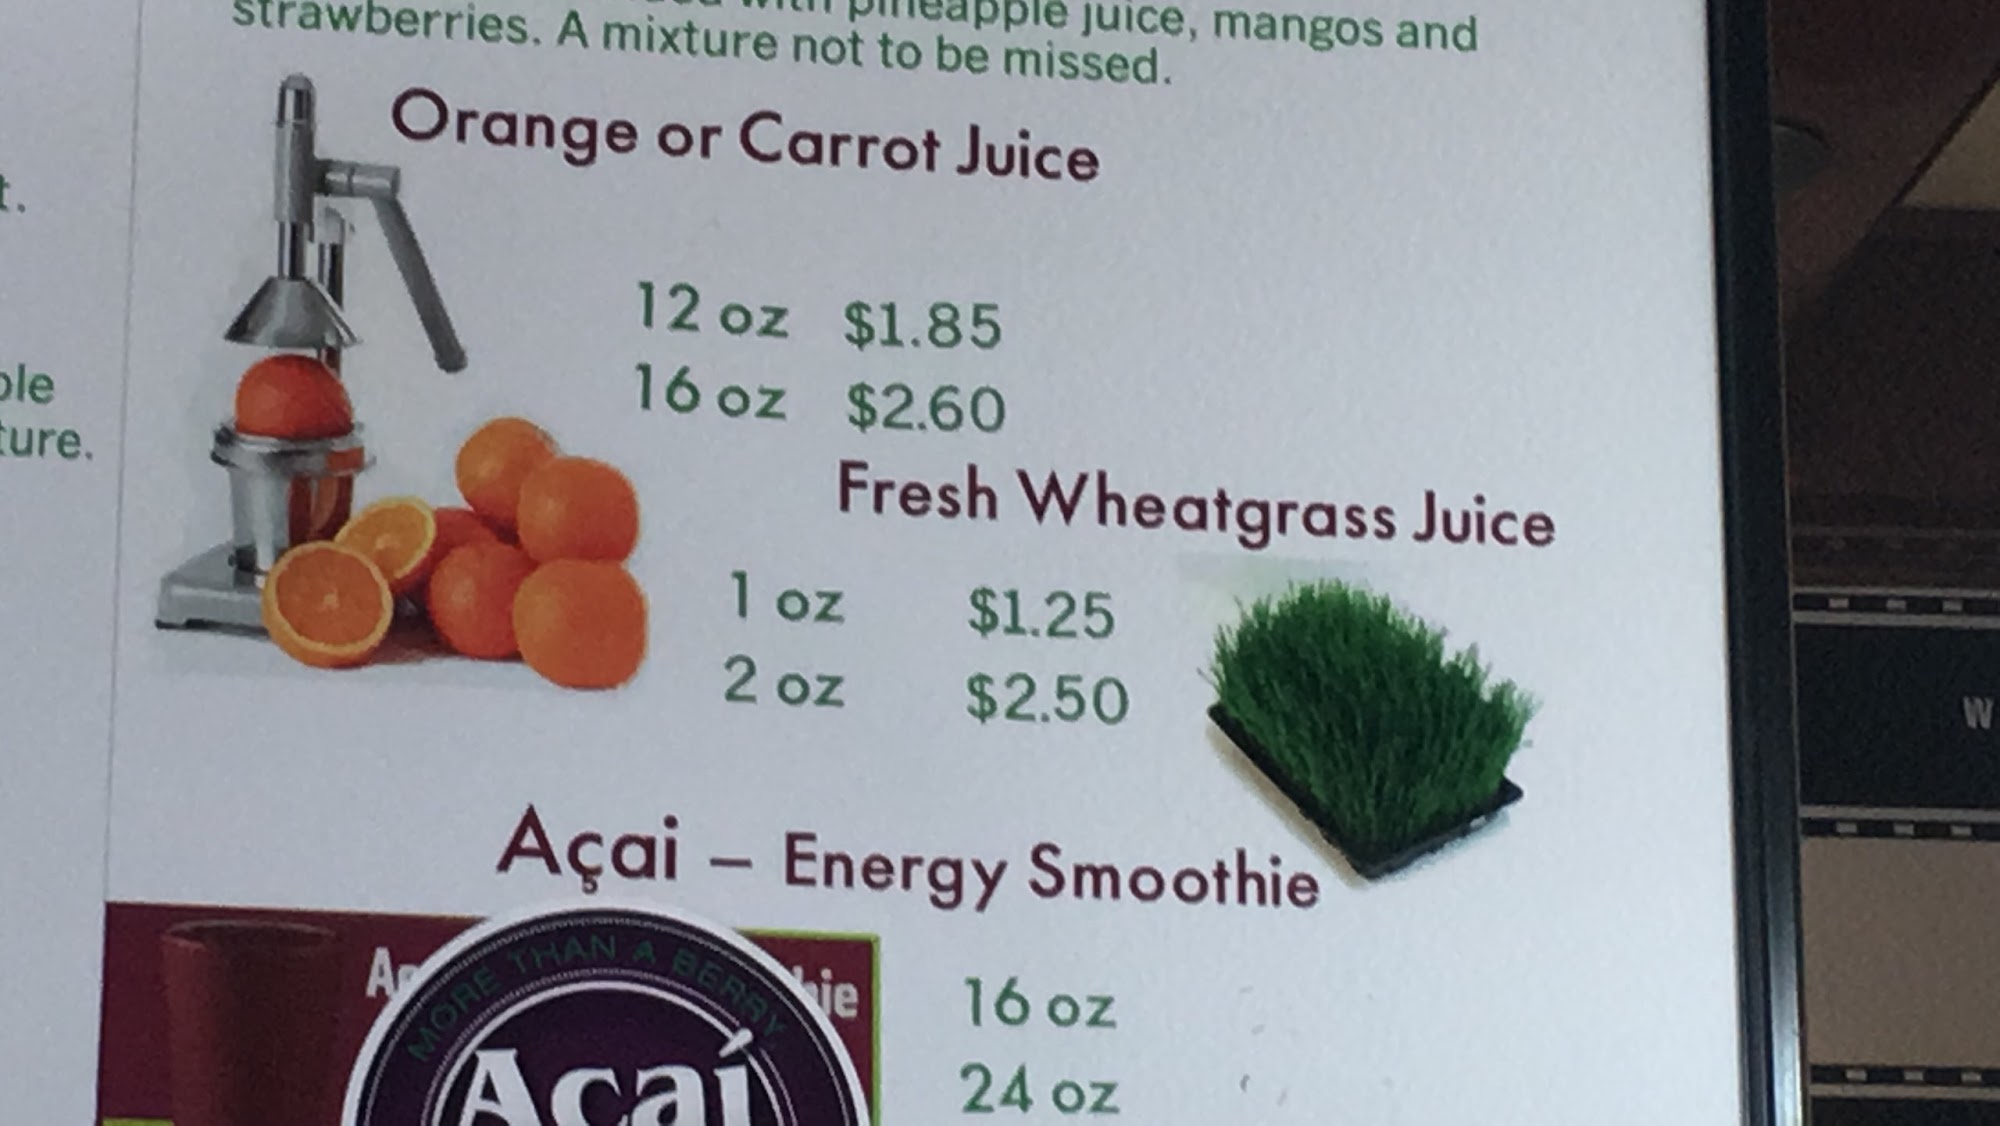 with pineapple juice, mangos and
strawberries. A mixture not to be missed.
Orange or Carrot Juice
12 oz $1.85
16 oz $2.60
Fresh Wheatgrass Juice
1 oz $1.25
2 oz $2.50
Açai – Energy Smoothie
MORE THAN A BERRY
Açaí
16 oz
24 oz
t.
ture.
W